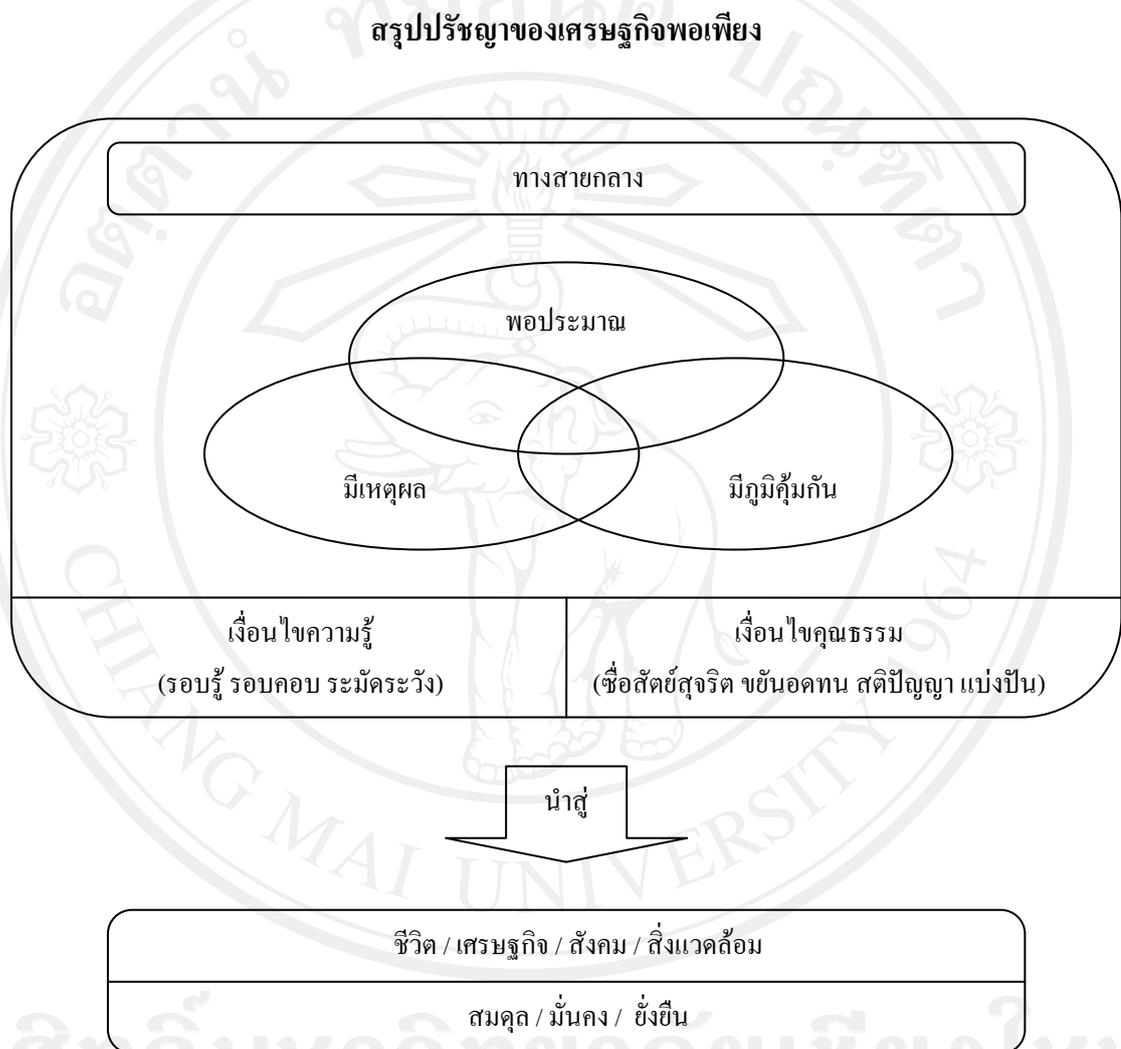 สรุปปรัชญาของเศรษฐกิจพอเพียง
ทางสายกลาง
พอประมาณ
มีเหตุผล
มีภูมิคุ้มกัน
เงื่อนไขความรู้
(รอบรู้ รอบคอบ ระมัดระวัง)
เงื่อนไขคุณธรรม
(ซื่อสัตย์สุจริต ขยันอดทน สติปัญญา แบ่งปัน)
นำสู่
ชีวิต / เศรษฐกิจ / สังคม / สิ่งแวดล้อม
สมดุล / มั่นคง / ยั่งยืน
CHIANG MAI UNIVERSITY 1964